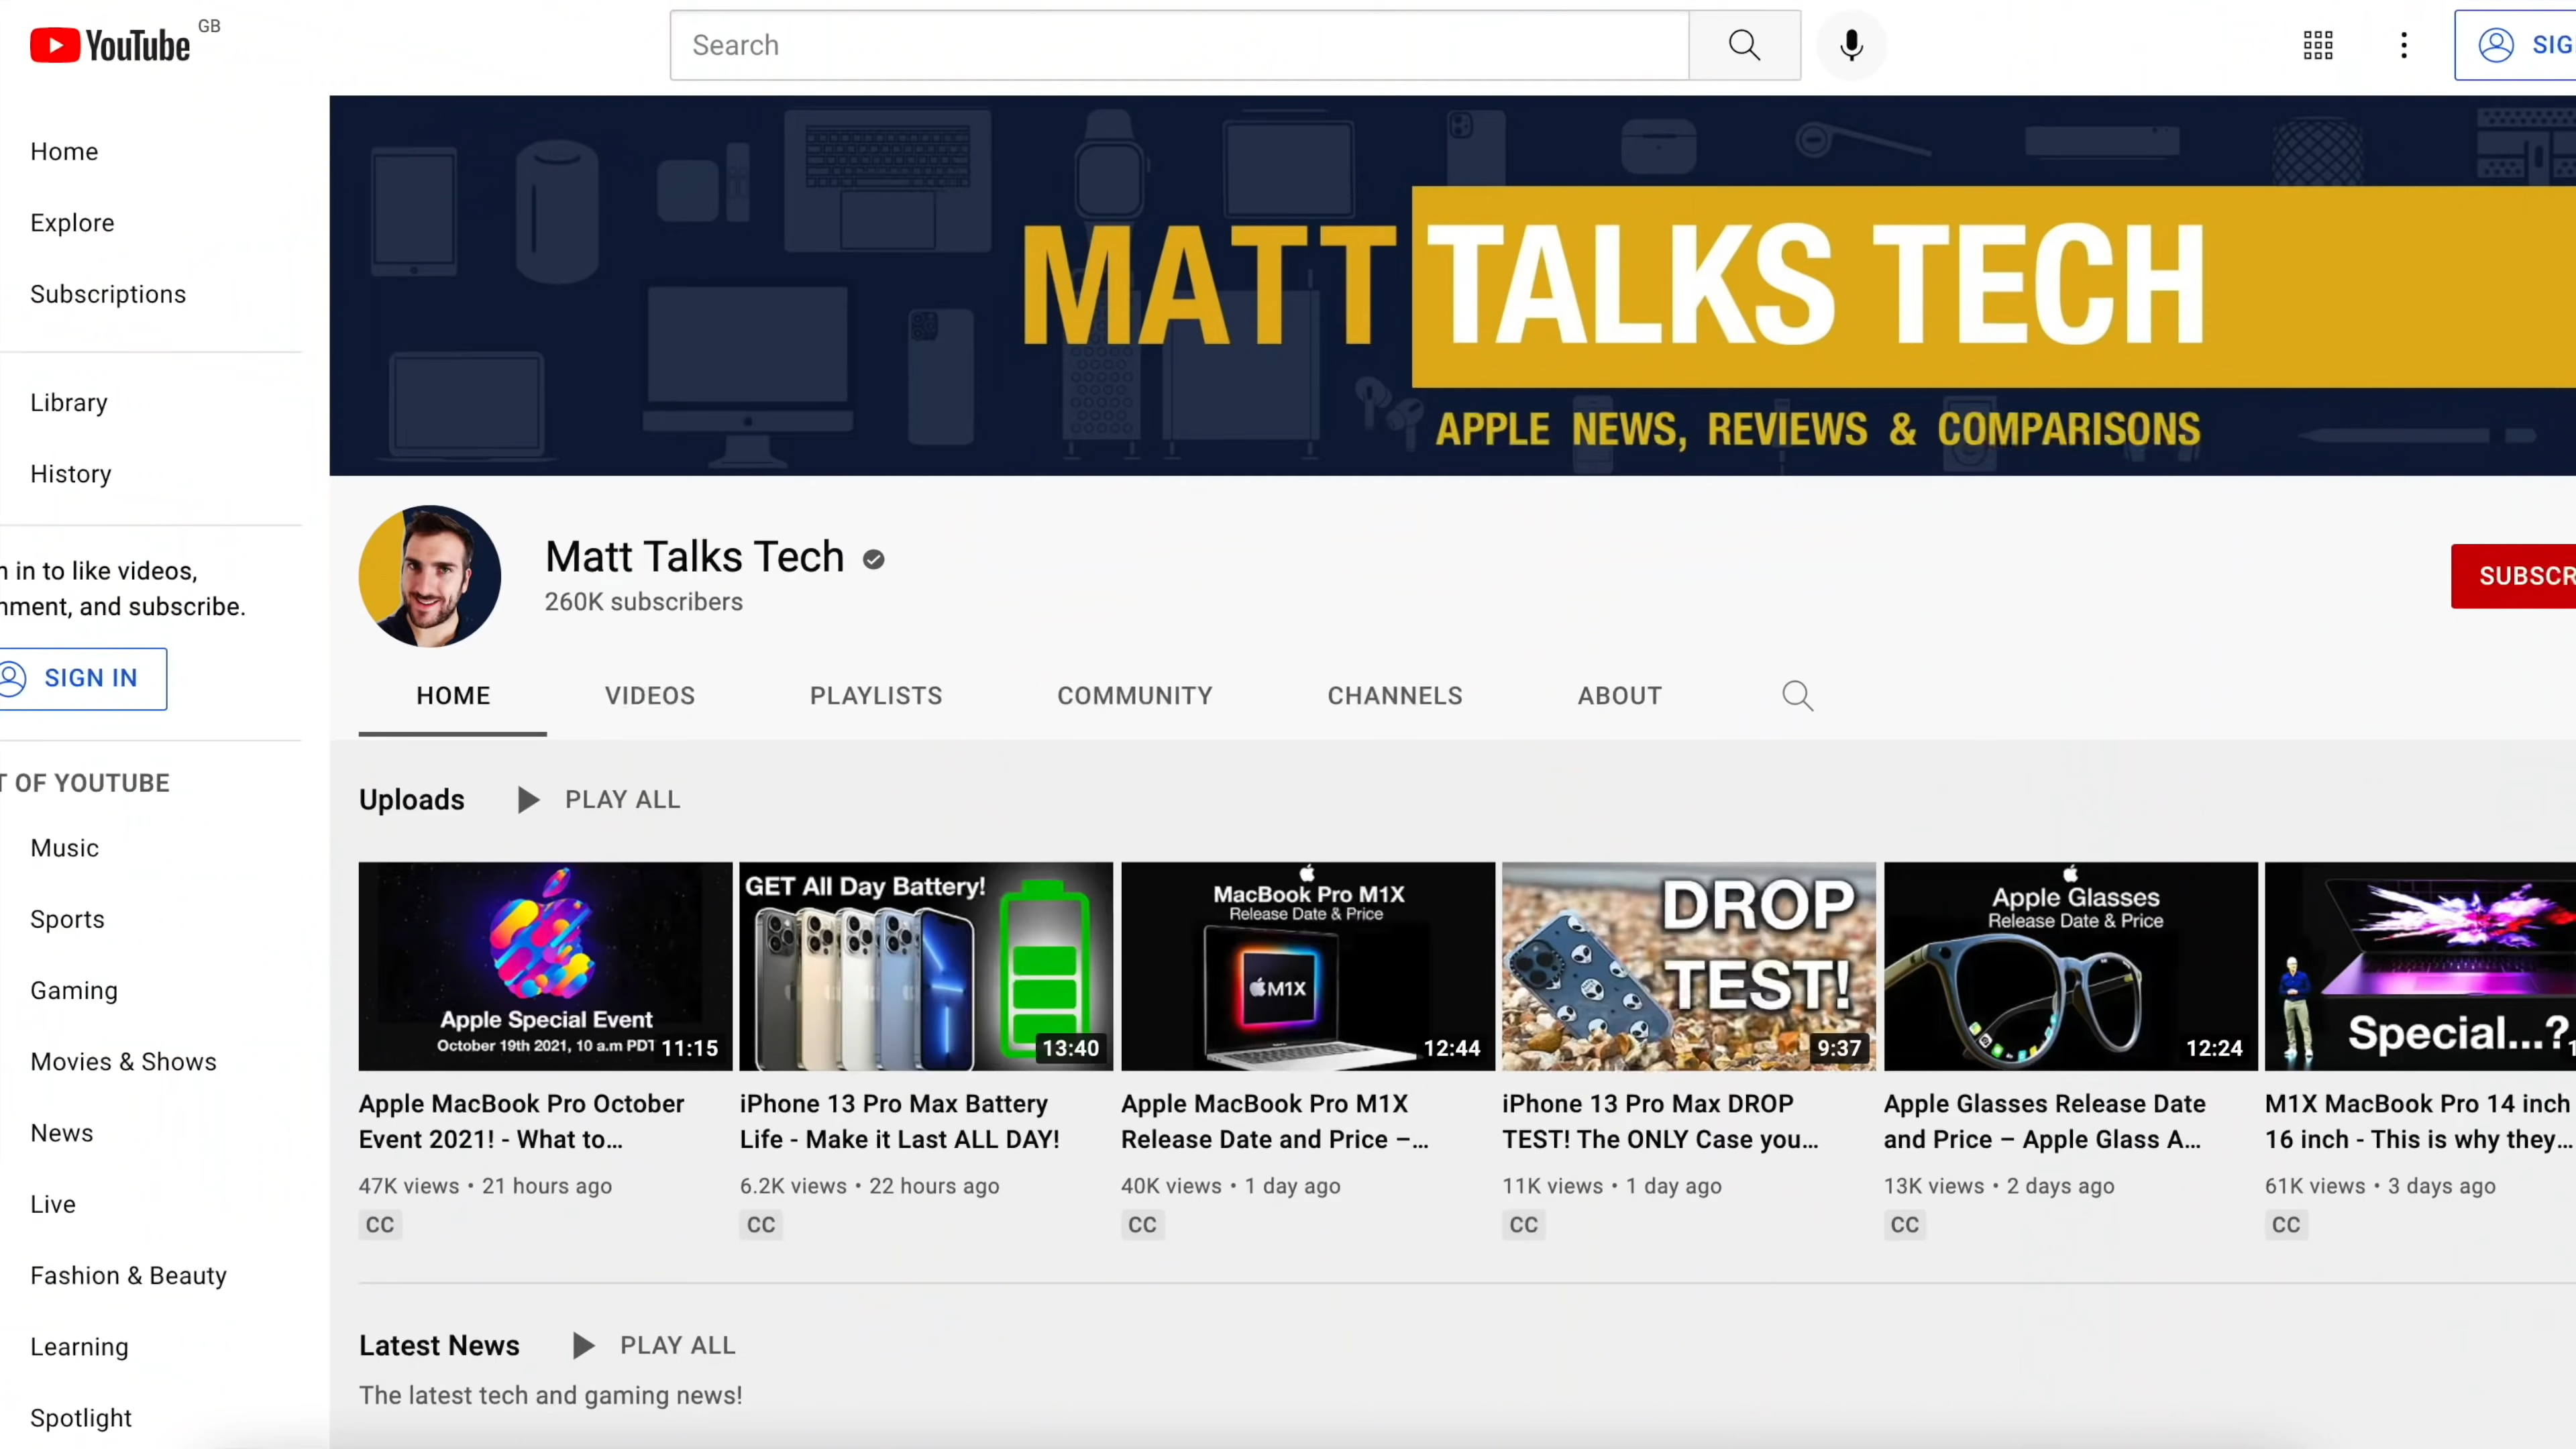 YouTube GB
Search
SIG
Home
Explore
Subscriptions
Library
History
in to like videos,
and subscribe.
SIGN IN
OF YOUTUBE
Music
Sports
Gaming
Movies & Shows
News
Live
Fashion & Beauty
Learning
Spotlight
MATT TALKS TECH
APPLE NEWS, REVIEWS & COMPARISONS
Matt Talks Tech
260K subscribers
SUBSCR
HOME VIDEOS PLAYLISTS COMMUNITY CHANNELS ABOUT
Uploads PLAY ALL
Apple Special Event
October 19th 2021, 10 a.m PDT
11:15
Apple MacBook Pro October
Event 2021! - What to...
47K views • 21 hours ago
CC
GET All Day Battery!
13:40
iPhone 13 Pro Max Battery
Life - Make it Last ALL DAY!
6.2K views • 22 hours ago
CC
MacBook Pro M1X
Release Date & Price
M1X
12:44
Apple MacBook Pro M1X
Release Date and Price –...
40K views • 1 day ago
CC
DROP
TEST!
9:37
iPhone 13 Pro Max DROP
TEST! The ONLY Case you...
11K views • 1 day ago
CC
Apple Glasses
Release Date & Price
12:24
Apple Glasses Release Date
and Price – Apple Glass A...
13K views • 2 days ago
CC
Special...?
M1X MacBook Pro 14 inch
16 inch - This is why they...
61K views • 3 days ago
CC
Latest News PLAY ALL
The latest tech and gaming news!